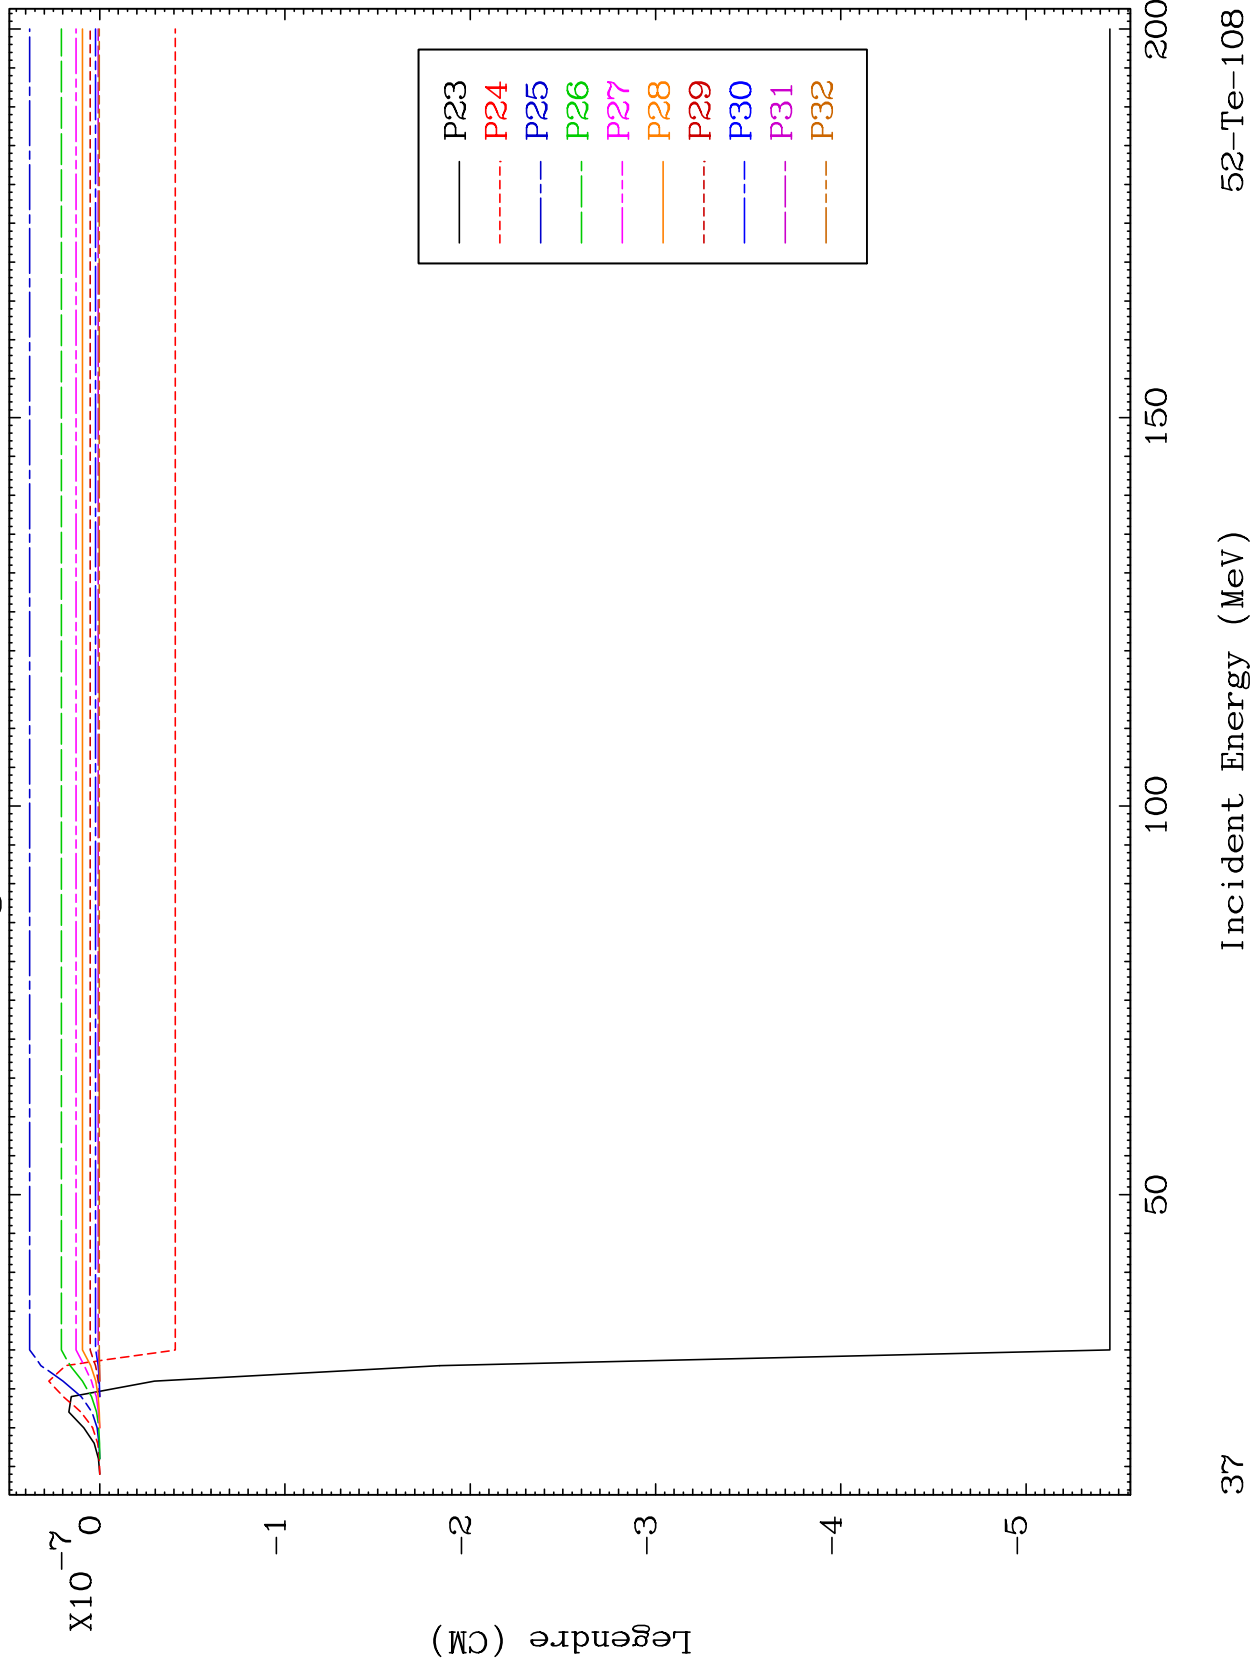 X10⁻⁷
0
-1
-2
-3
-4
-5
Legendre (CM)
P23
P24
P25
P26
P27
P28
P29
P30
P31
P32
50
100
150
200
Incident Energy (MeV)
37
52-Te-108